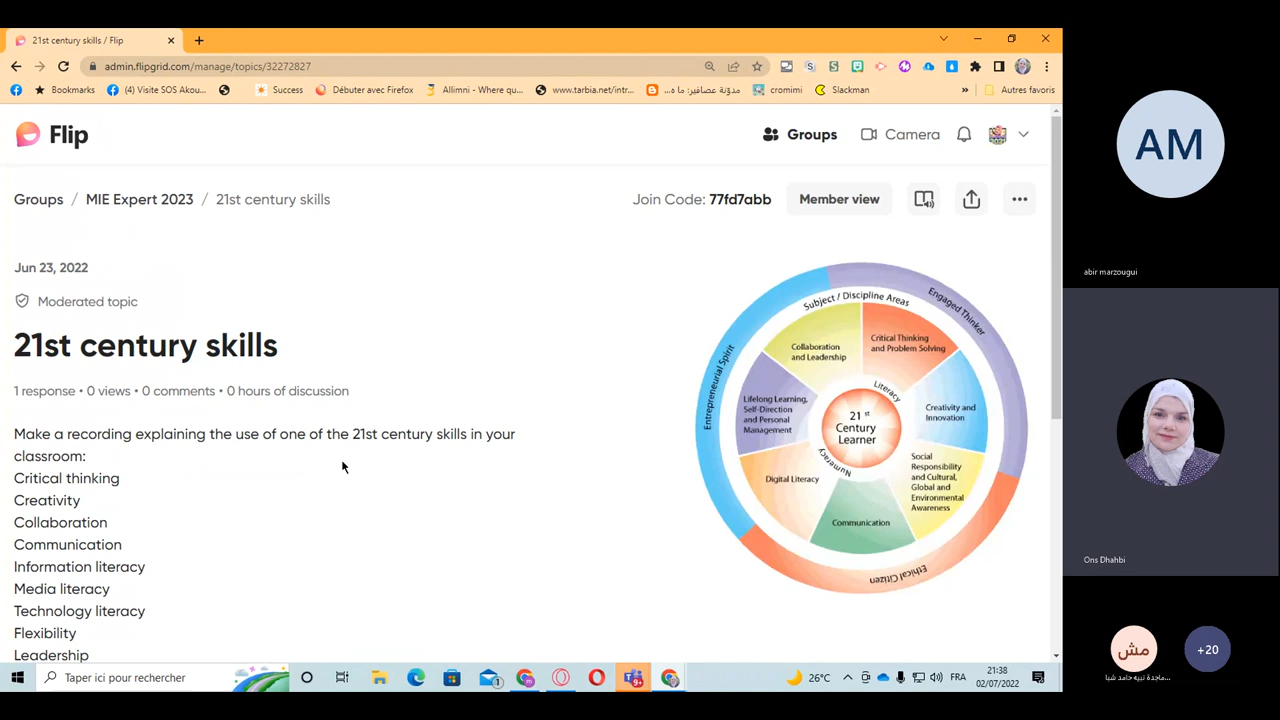 21st century skills / Flip
admin.flipgrid.com/manage/topics/32272827
Bookmarks
(4) Visite SOS Akou...
Success
Débuter avec Firefox
Allimni - Where qu...
www.tarbia.net/intr...
مدوّنة عصافير: ما ه...
cromimi
Slackman
»
Autres favoris
Flip
Groups
Camera
Groups / MIE Expert 2023 / 21st century skills
Join Code: 77fd7abb
Member view
Jun 23, 2022
Moderated topic
21st century skills
1 response • 0 views • 0 comments • 0 hours of discussion
Make a recording explaining the use of one of the 21st century skills in your
classroom:
Critical thinking
Creativity
Collaboration
Communication
Information literacy
Media literacy
Technology literacy
Flexibility
Leadership
Subject / Discipline Areas
Engaged Thinker
Entrepreneurial Spirit
Ethical Citizen
Collaboration
and Leadership
Critical Thinking
and Problem Solving
Lifelong Learning,
Self-Direction
and Personal
Management
Literacy
21st
Century
Learner
Numeracy
Creativity and
Innovation
Social
Responsibility
and Cultural,
Global and
Environmental
Awareness
Digital Literacy
Communication
Taper ici pour rechercher
1
9+
26°C
FRA
21:38
02/07/2022
AM
abir marzougui
Ons Dhahbi
مش
+20